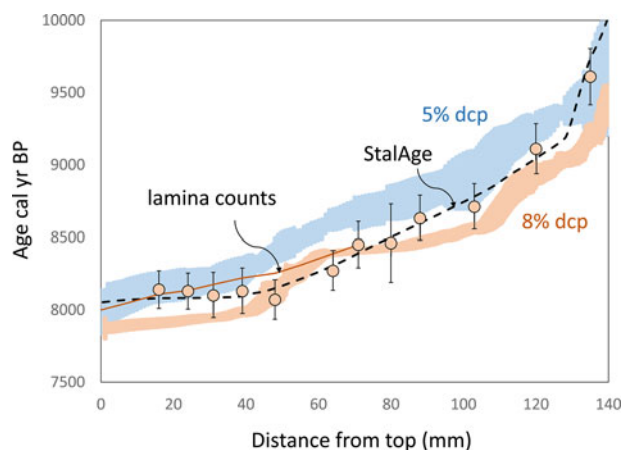 10000
9500
9000
8500
8000
7500
Age cal yr BP
5% dcp
StalAge
lamina counts
8% dcp
0 20 40 60 80 100 120 140
Distance from top (mm)